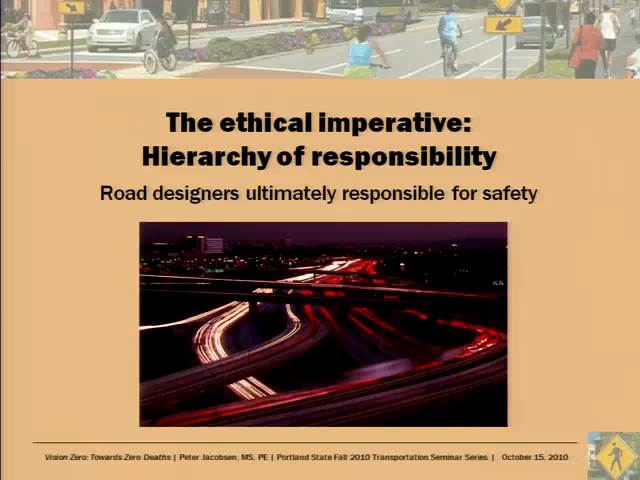 The ethical imperative:
Hierarchy of responsibility
Road designers ultimately responsible for safety
Vision Zero: Towards Zero Deaths | Peter Jacobsen, MS, PE | Portland State Fall 2010 Transportation Seminar Series | October 15, 2010